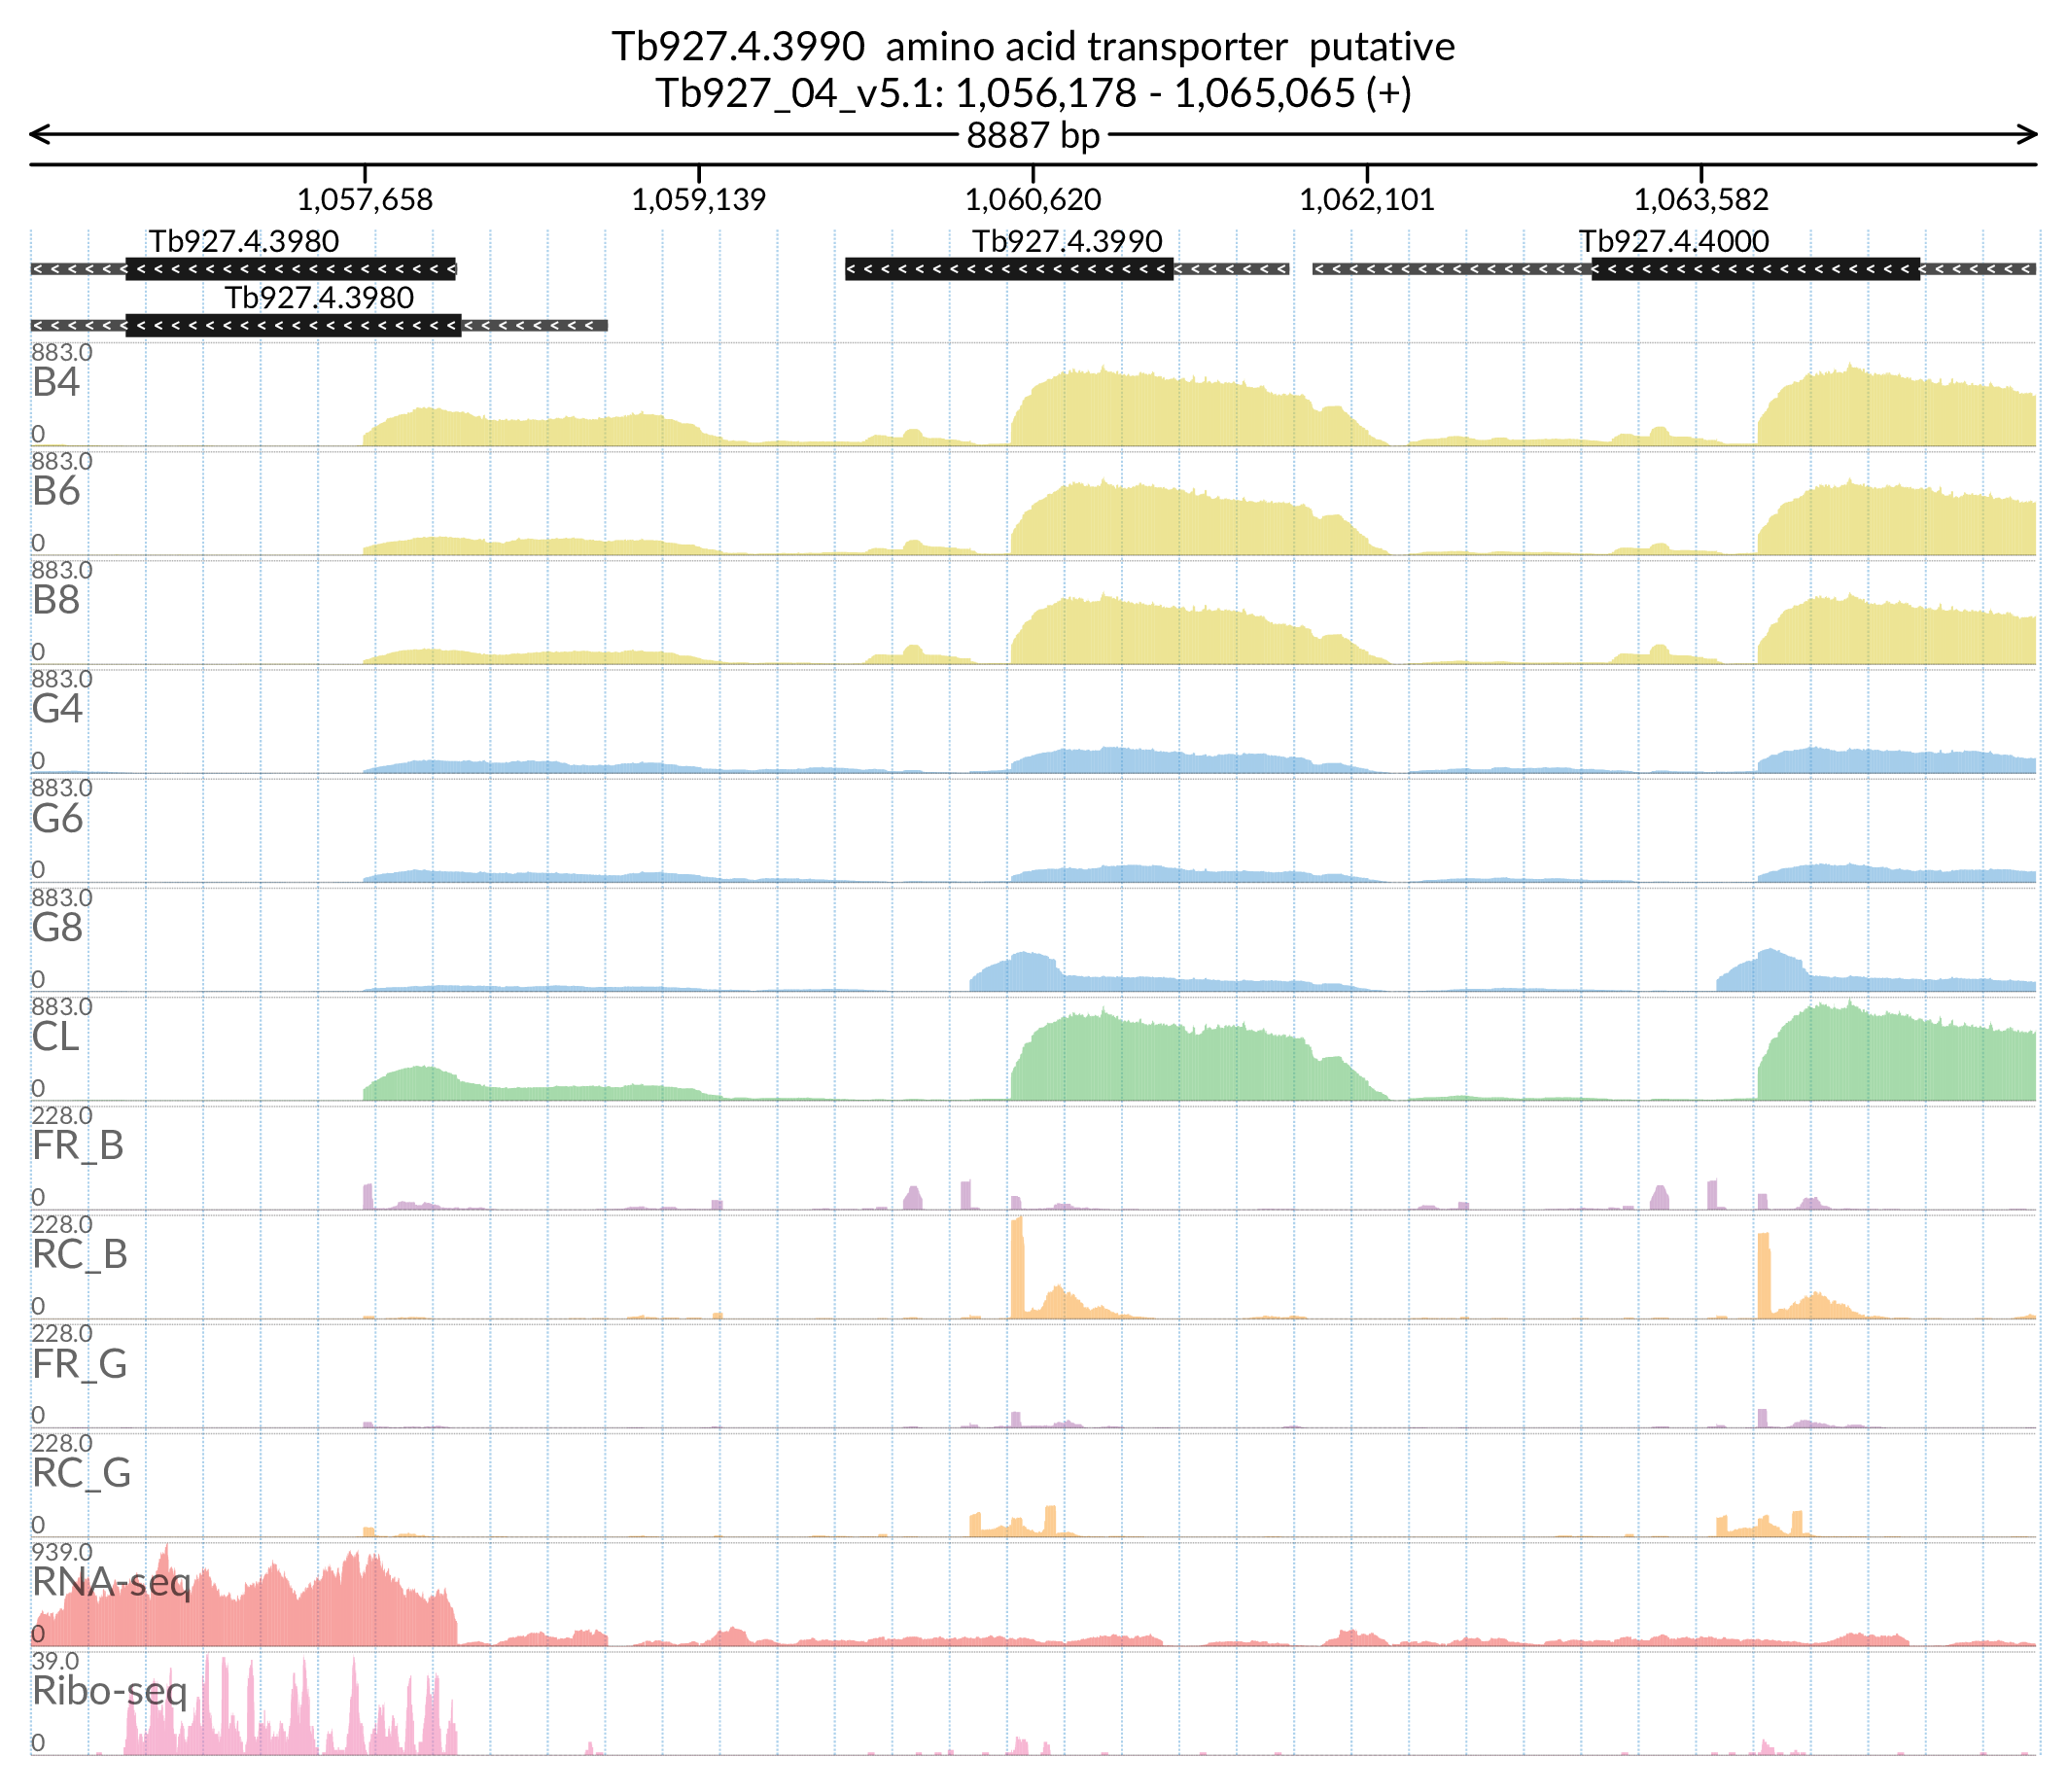 Tb927.4.3990  amino acid transporter  putative
Tb927_04_v5.1: 1,056,178 - 1,065,065 (+)
8887 bp
1,057,658 1,059,139 1,060,620 1,062,101 1,063,582
Tb927.4.3980 Tb927.4.3990 Tb927.4.4000
Tb927.4.3980
883.0
B4
0
883.0
B6
0
883.0
B8
0
883.0
G4
0
883.0
G6
0
883.0
G8
0
883.0
CL
0
228.0
FR_B
0
228.0
RC_B
0
228.0
FR_G
0
228.0
RC_G
0
939.0
RNA-seq
0
39.0
Ribo-seq
0